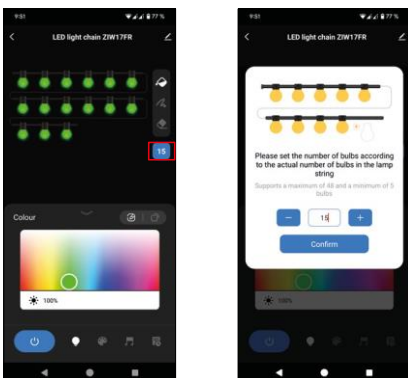 9:51
77 %
LED light chain ZIW17FR
15
Colour
100%
9:51
77 %
LED light chain ZIW17FR
Please set the number of bulbs according
to the actual number of bulbs in the lamp
string
Supports a maximum of 48 and a minimum of 5
bulbs
15
Confirm
100%